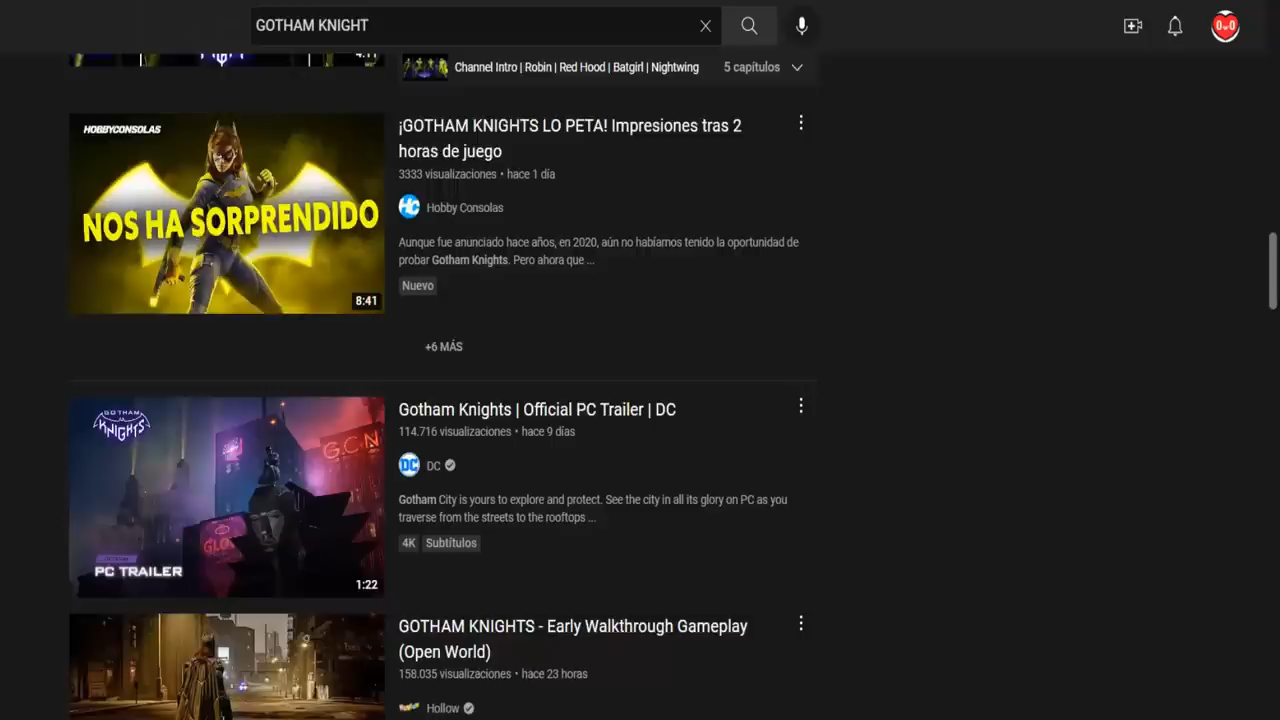 GOTHAM KNIGHT
Channel Intro | Robin | Red Hood | Batgirl | Nightwing
5 capítulos
HOBBYCONSOLAS
NOS HA SORPRENDIDO
8:41
¡GOTHAM KNIGHTS LO PETA! Impresiones tras 2
horas de juego
3333 visualizaciones • hace 1 día
HC
Hobby Consolas
Aunque fue anunciado hace años, en 2020, aún no habíamos tenido la oportunidad de
probar Gotham Knights. Pero ahora que ...
Nuevo
+6 MÁS
GOTHAM
KNIGHTS
G.C.N
GLO
PC TRAILER
1:22
Gotham Knights | Official PC Trailer | DC
114.716 visualizaciones • hace 9 días
DC
DC
Gotham City is yours to explore and protect. See the city in all its glory on PC as you
traverse from the streets to the rooftops ...
4K
Subtítulos
GOTHAM KNIGHTS - Early Walkthrough Gameplay
(Open World)
158.035 visualizaciones • hace 23 horas
Hollow